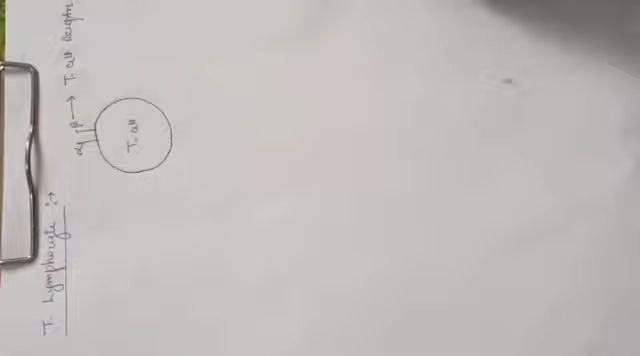 T- Lymphocyte :→
α β → T. cell Receptor
T- cell